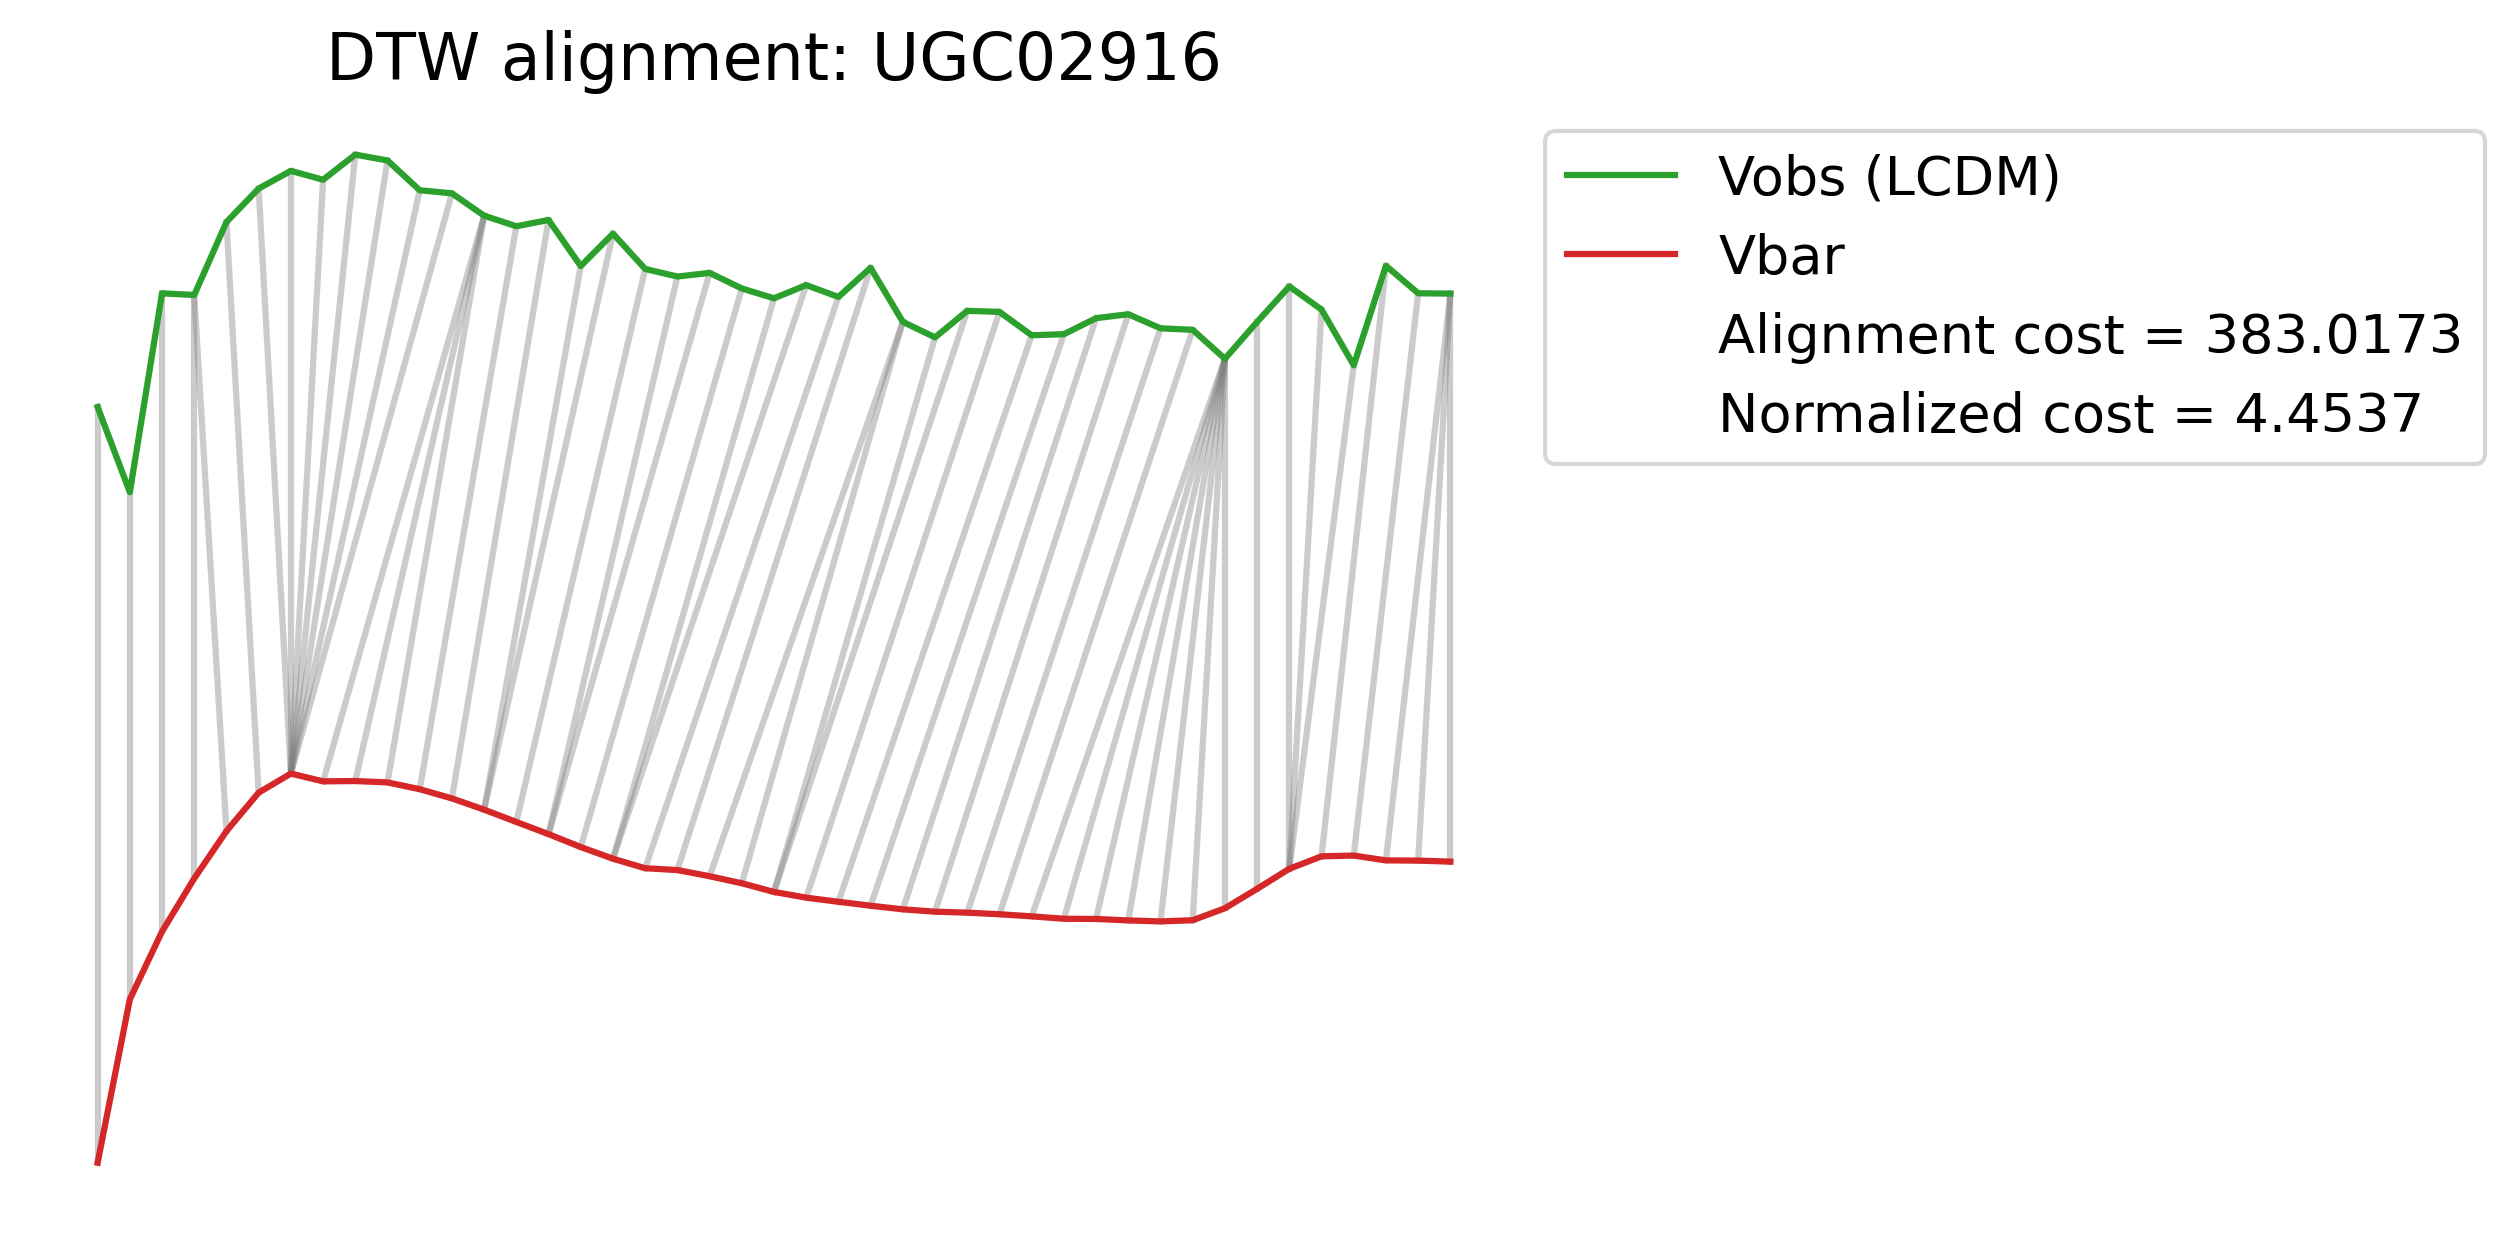 DTW alignment: UGC02916
Vobs (LCDM)
Vbar
Alignment cost = 383.0173
Normalized cost = 4.4537